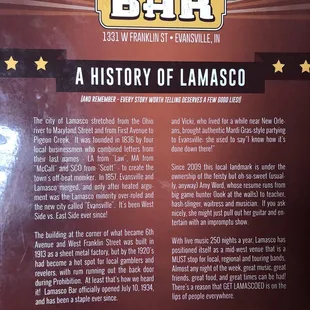 BAR
1331 W FRANKLIN ST • EVANSVILLE, IN
A HISTORY OF LAMASCO
(AND REMEMBER - EVERY STORY WORTH TELLING DESERVES A FEW GOOD LIES!)
The city of Lamasco stretched from the Ohio
river to Maryland Street and from First Avenue to
Pigeon Creek. It was founded in 1836 by four
local businessmen who combined letters from
their last names - LA from 'Law', MA from
"McCall" and SCO from 'Scott' - to create the
town's off-beat moniker. In 1857, Evansville and
Lamasco merged, and only after heated argu-
ment was the Lamasco minority over ruled and
the new city called "Evansville". It's been West
Side vs. East Side ever since!
The building at the corner of what became 6th
Avenue and West Franklin Street was built in
1913 as a sheet metal factory, but by the 1920's
had become a hot spot for local gamblers and
revelers, with rum running out the back door
during Prohibition. At least that's how we heard
it! Lamasco Bar officially opened July 10, 1934,
and has been a staple ever since.
and Vicki, who lived for a while near New Orle-
ans, brought authentic Mardi Gras-style partying
to Evansville: she used to say"I know how it's
done down there!"
Since 2009 this local landmark is under the
ownership of the feisty but oh-so-sweet (usu-
ally, anyway) Amy Word, whose resume runs from
big game hunter (look at the walls) to teacher,
bash slinger, waitress and musician. If you ask
nicely, she might just pull out her guitar and en-
tertain with an impromptu show.
With live music 250 nights a year, Lamasco has
positioned itself as a mid-west venue that is a
MUST stop for local, regional and touring bands.
Almost any night of the week, great music, great
friends, great food, and great times can be had!
There's a reason that GET LAMASCOED is on the
lips of people everywhere.